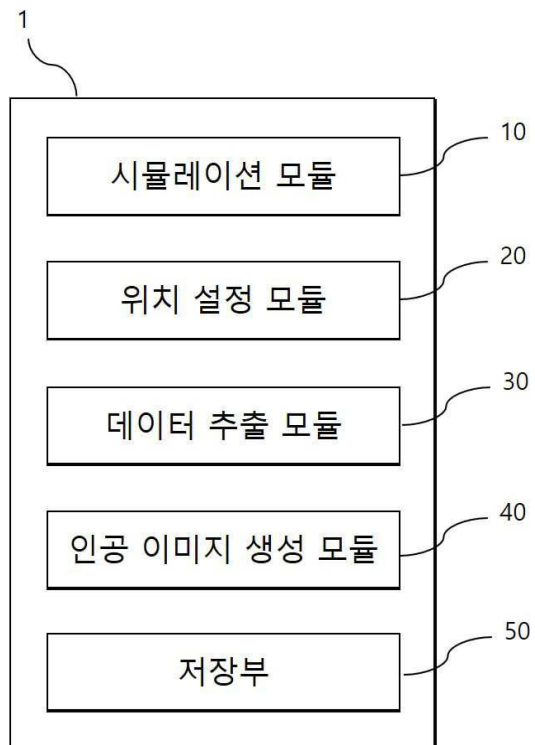 1
시뮬레이션 모듈
10
위치 설정 모듈
20
데이터 추출 모듈
30
인공 이미지 생성 모듈
40
저장부
50